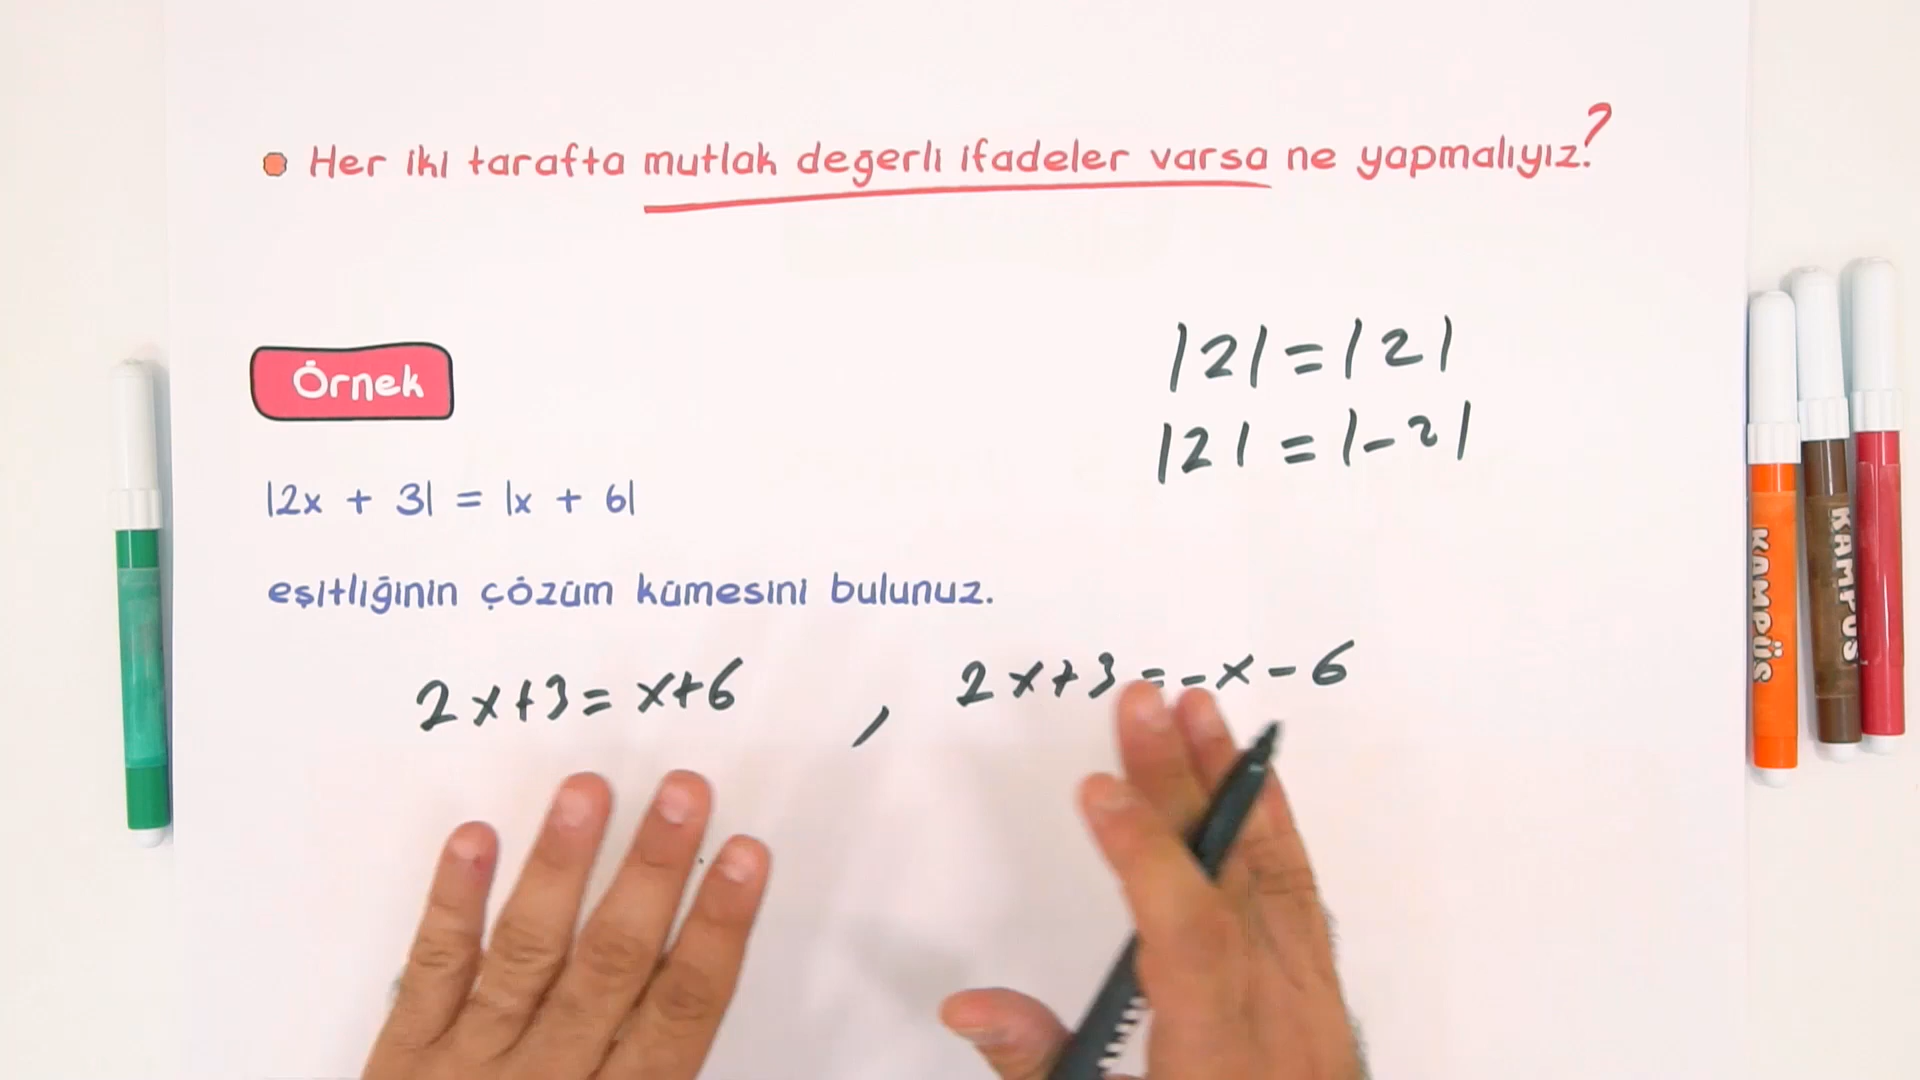 Her iki tarafta mutlak değerli ifadeler varsa ne yapmalıyız?
Örnek
|2| = |2|
|2| = |-2|
|2x + 3| = |x + 6|
eşitliğinin çözüm kümesini bulunuz.
2x+3 = x+6 , 2x+3 = -x-6
KAMPÜS
KAMPÜS